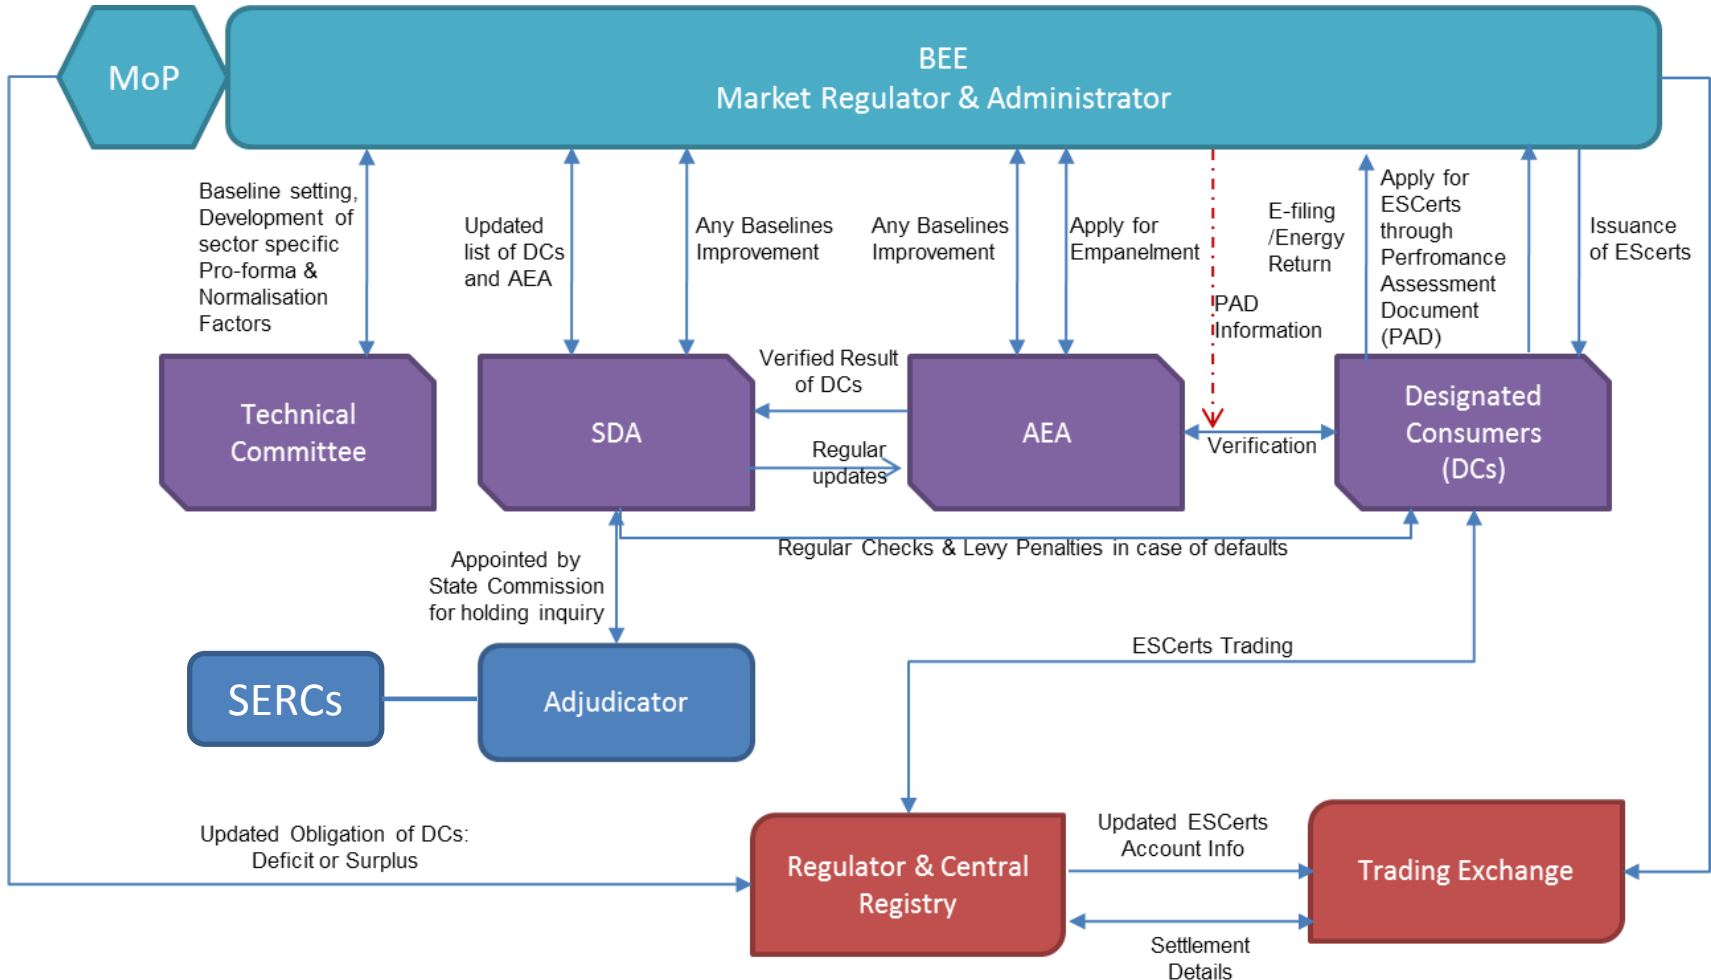 MoP
BEE
Market Regulator & Administrator
Baseline setting,
Development of
sector specific
Pro-forma &
Normalisation
Factors
Updated
list of DCs
and AEA
Any Baselines
Improvement
Any Baselines
Improvement
Apply for
Empanelment
PAD
Information
E-filing
/Energy
Return
Apply for
ESCerts
through
Perfromance
Assessment
Document
(PAD)
Issuance
of EScerts
Technical
Committee
SDA
Verified Result
of DCs
Regular
updates
AEA
Verification
Designated
Consumers
(DCs)
Regular Checks & Levy Penalties in case of defaults
Appointed by
State Commission
for holding inquiry
SERCs
Adjudicator
ESCerts Trading
Updated Obligation of DCs:
Deficit or Surplus
Regulator & Central
Registry
Updated ESCerts
Account Info
Settlement
Details
Trading Exchange